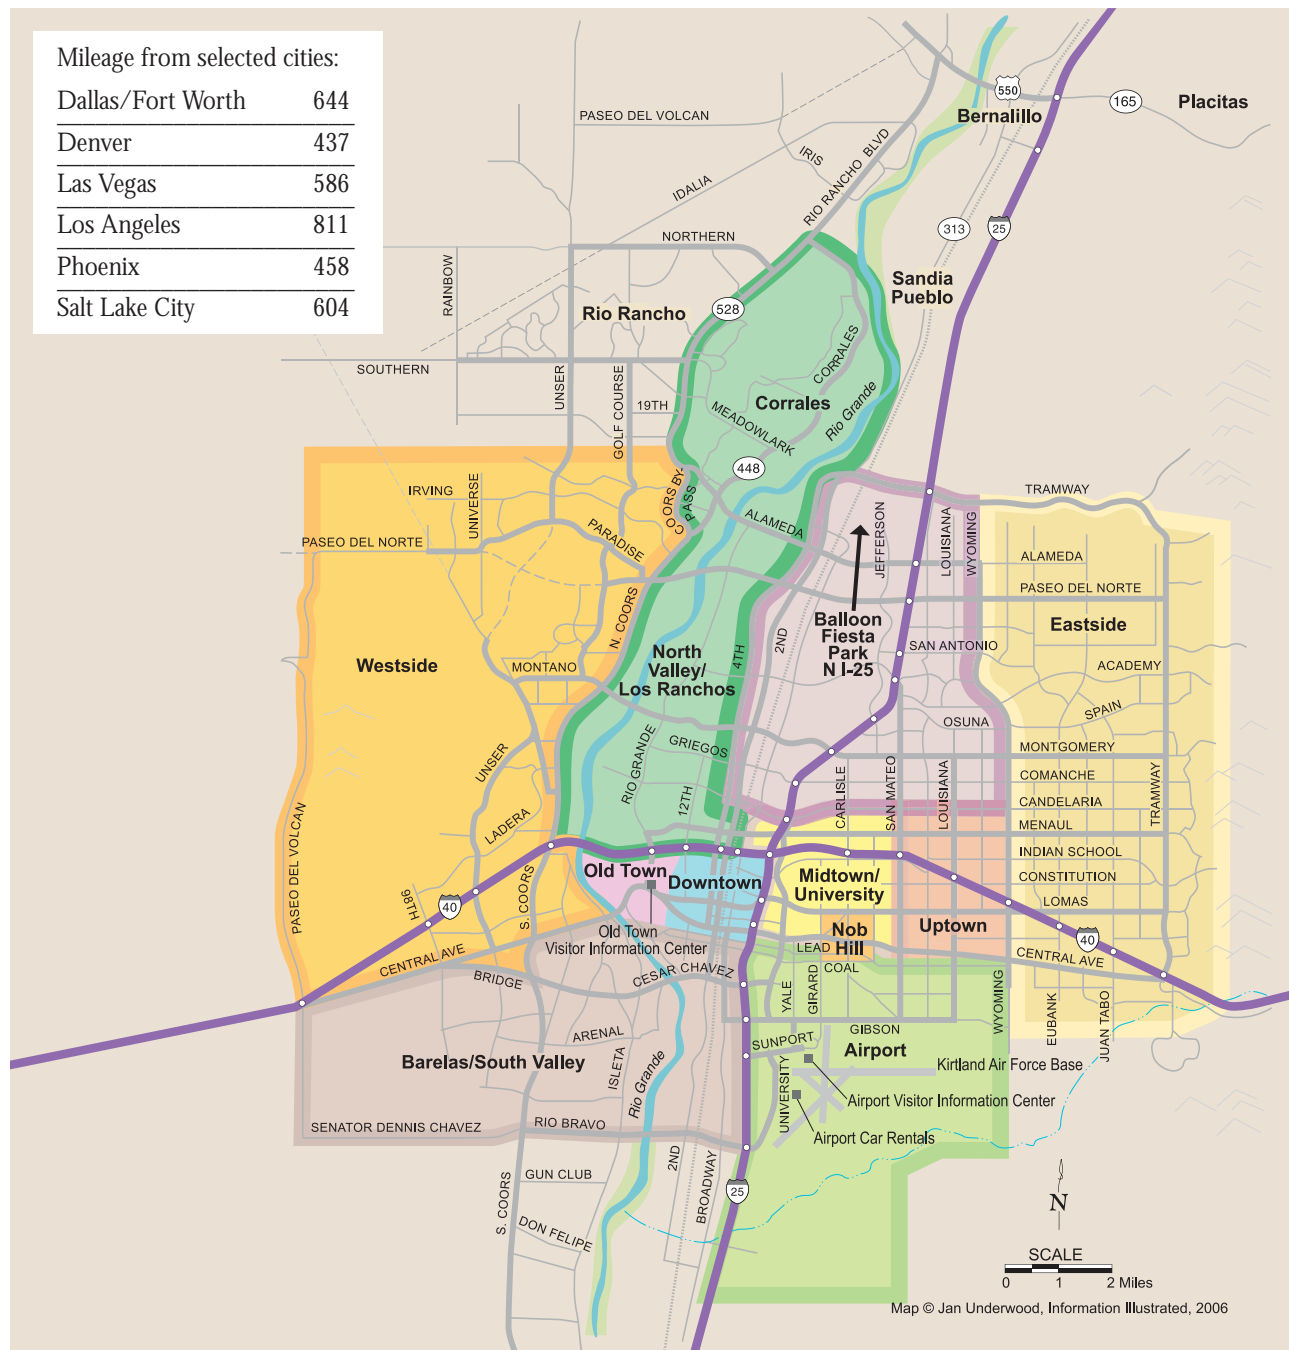 Mileage from selected cities:
Dallas/Fort Worth 644
Denver 437
Las Vegas 586
Los Angeles 811
Phoenix 458
Salt Lake City 604
550
165
Placitas
Bernalillo
PASEO DEL VOLCAN
IRIS
RIO RANCHO BLVD
IDALIA
313
25
NORTHERN
RAINBOW
Sandia
Pueblo
528
Rio Rancho
SOUTHERN
UNSER
GOLF COURSE
19TH
CORRALES
Corrales
MEADOWLARK
Rio Grande
448
COORS BY-
PASS
IRVING
UNIVERSE
PARADISE
PASEO DEL NORTE
ALAMEDA
TRAMWAY
JEFFERSON
LOUISIANA
WYOMING
ALAMEDA
PASEO DEL NORTE
N. COORS
Balloon
Fiesta
Park
N I-25
2ND
4TH
SAN ANTONIO
Eastside
ACADEMY
Westside
MONTANO
North
Valley/
Los Ranchos
SPAIN
OSUNA
UNSER
RIO GRANDE
GRIEGOS
MONTGOMERY
COMANCHE
CANDELARIA
MENAUL
TRAMWAY
12TH
CARLISLE
SAN MATEO
LOUISIANA
LADERA
PASEO DEL VOLCAN
INDIAN SCHOOL
CONSTITUTION
LOMAS
98TH
40
S. COORS
Old Town
Downtown
Midtown/
University
Nob
Hill
Uptown
Old Town
Visitor Information Center
LEAD
COAL
40
CENTRAL AVE
CENTRAL AVE
BRIDGE
CESAR CHAVEZ
YALE
GIRARD
WYOMING
EUBANK
JUAN TABO
ARENAL
ISLETA
Rio Grande
GIBSON
SUNPORT
Airport
Barelas/South Valley
Kirtland Air Force Base
UNIVERSITY
Airport Visitor Information Center
Airport Car Rentals
SENATOR DENNIS CHAVEZ
RIO BRAVO
2ND
BROADWAY
GUN CLUB
S. COORS
DON FELIPE
25
N
SCALE
0 1 2 Miles
Map © Jan Underwood, Information Illustrated, 2006